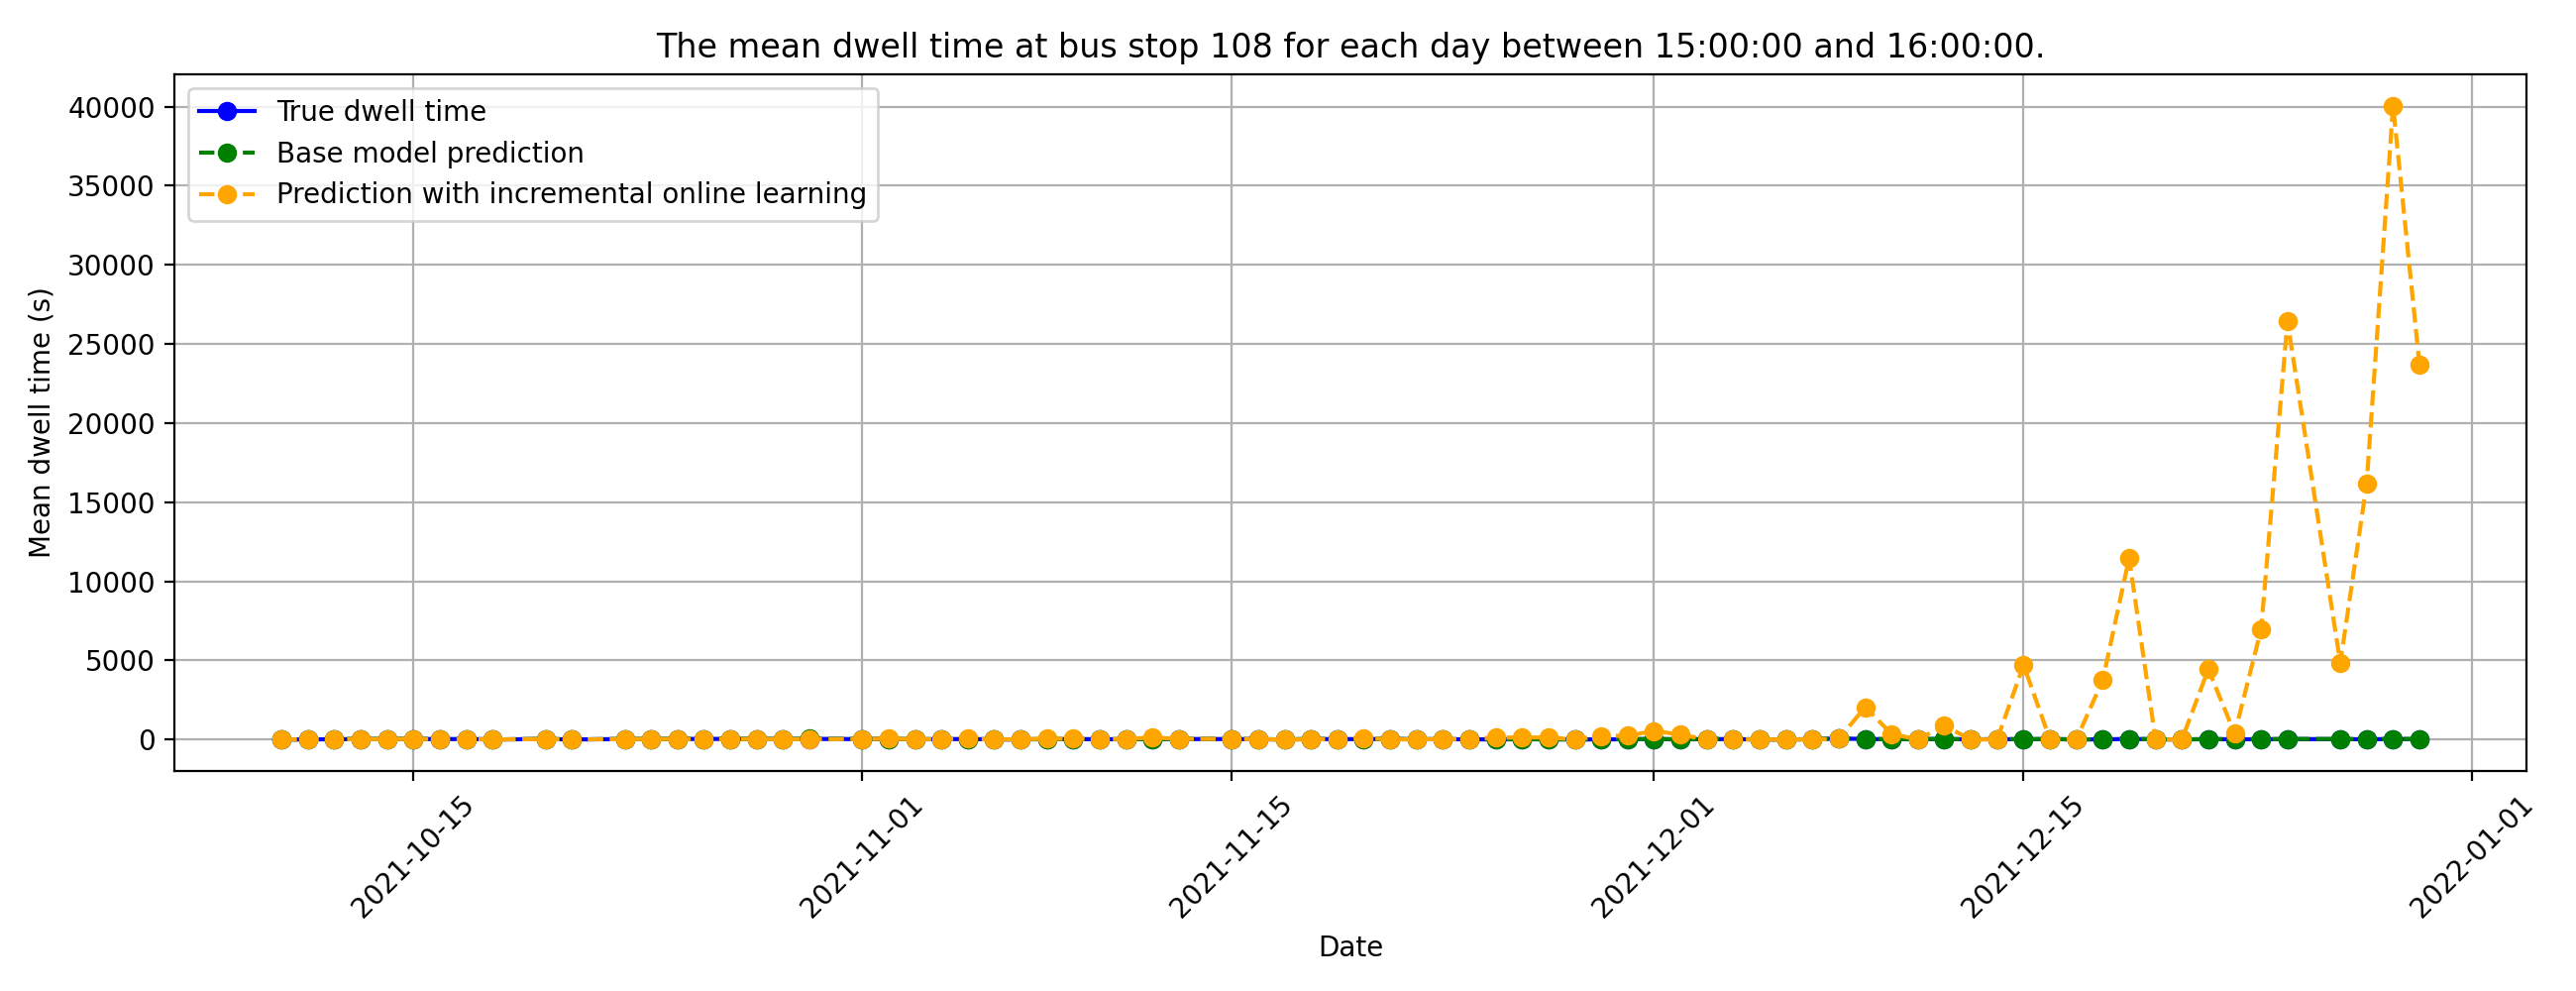 The mean dwell time at bus stop 108 for each day between 15:00:00 and 16:00:00.
True dwell time
Base model prediction
Prediction with incremental online learning
Mean dwell time (s)
40000
35000
30000
25000
20000
15000
10000
5000
0
2021-10-15
2021-11-01
2021-11-15
2021-12-01
2021-12-15
2022-01-01
Date